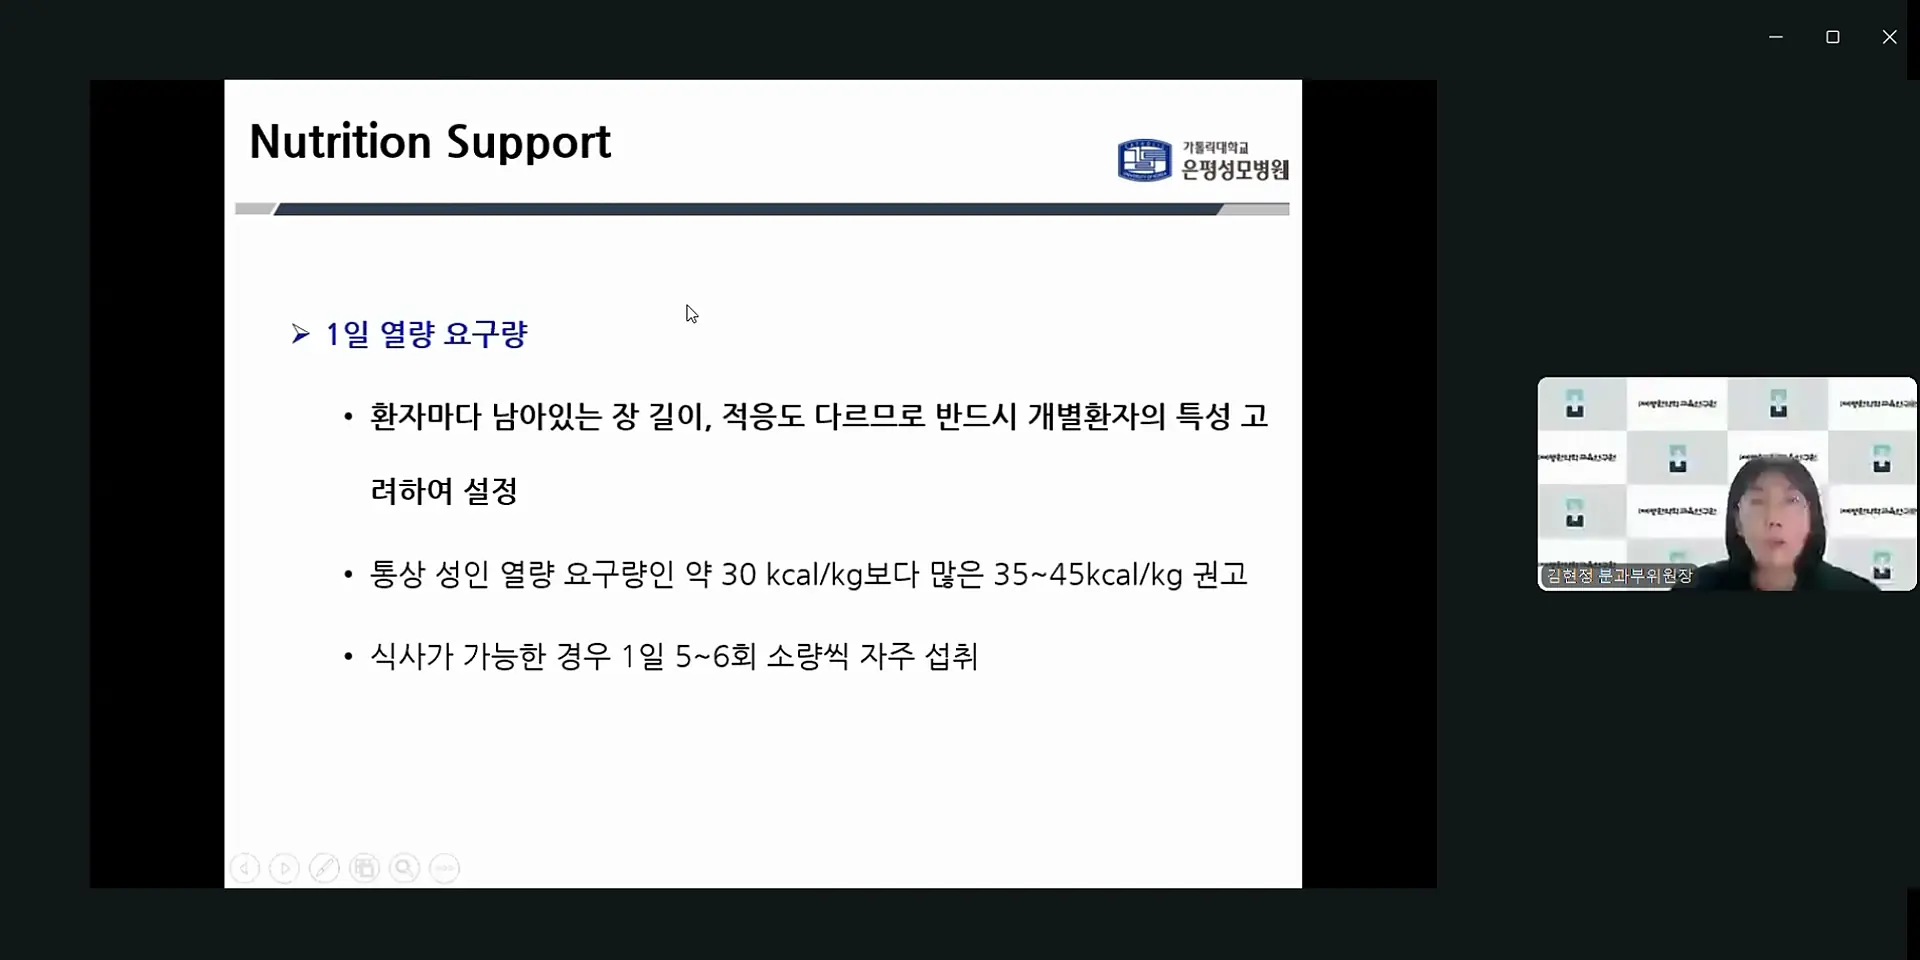 Nutrition Support
가톨릭대학교
은평성모병원
➤ 1일 열량 요구량
• 환자마다 남아있는 장 길이, 적응도 다르므로 반드시 개별환자의 특성 고
려하여 설정
• 통상 성인 열량 요구량인 약 30 kcal/kg보다 많은 35~45kcal/kg 권고
• 식사가 가능한 경우 1일 5~6회 소량씩 자주 섭취
김현정 분과부위원장